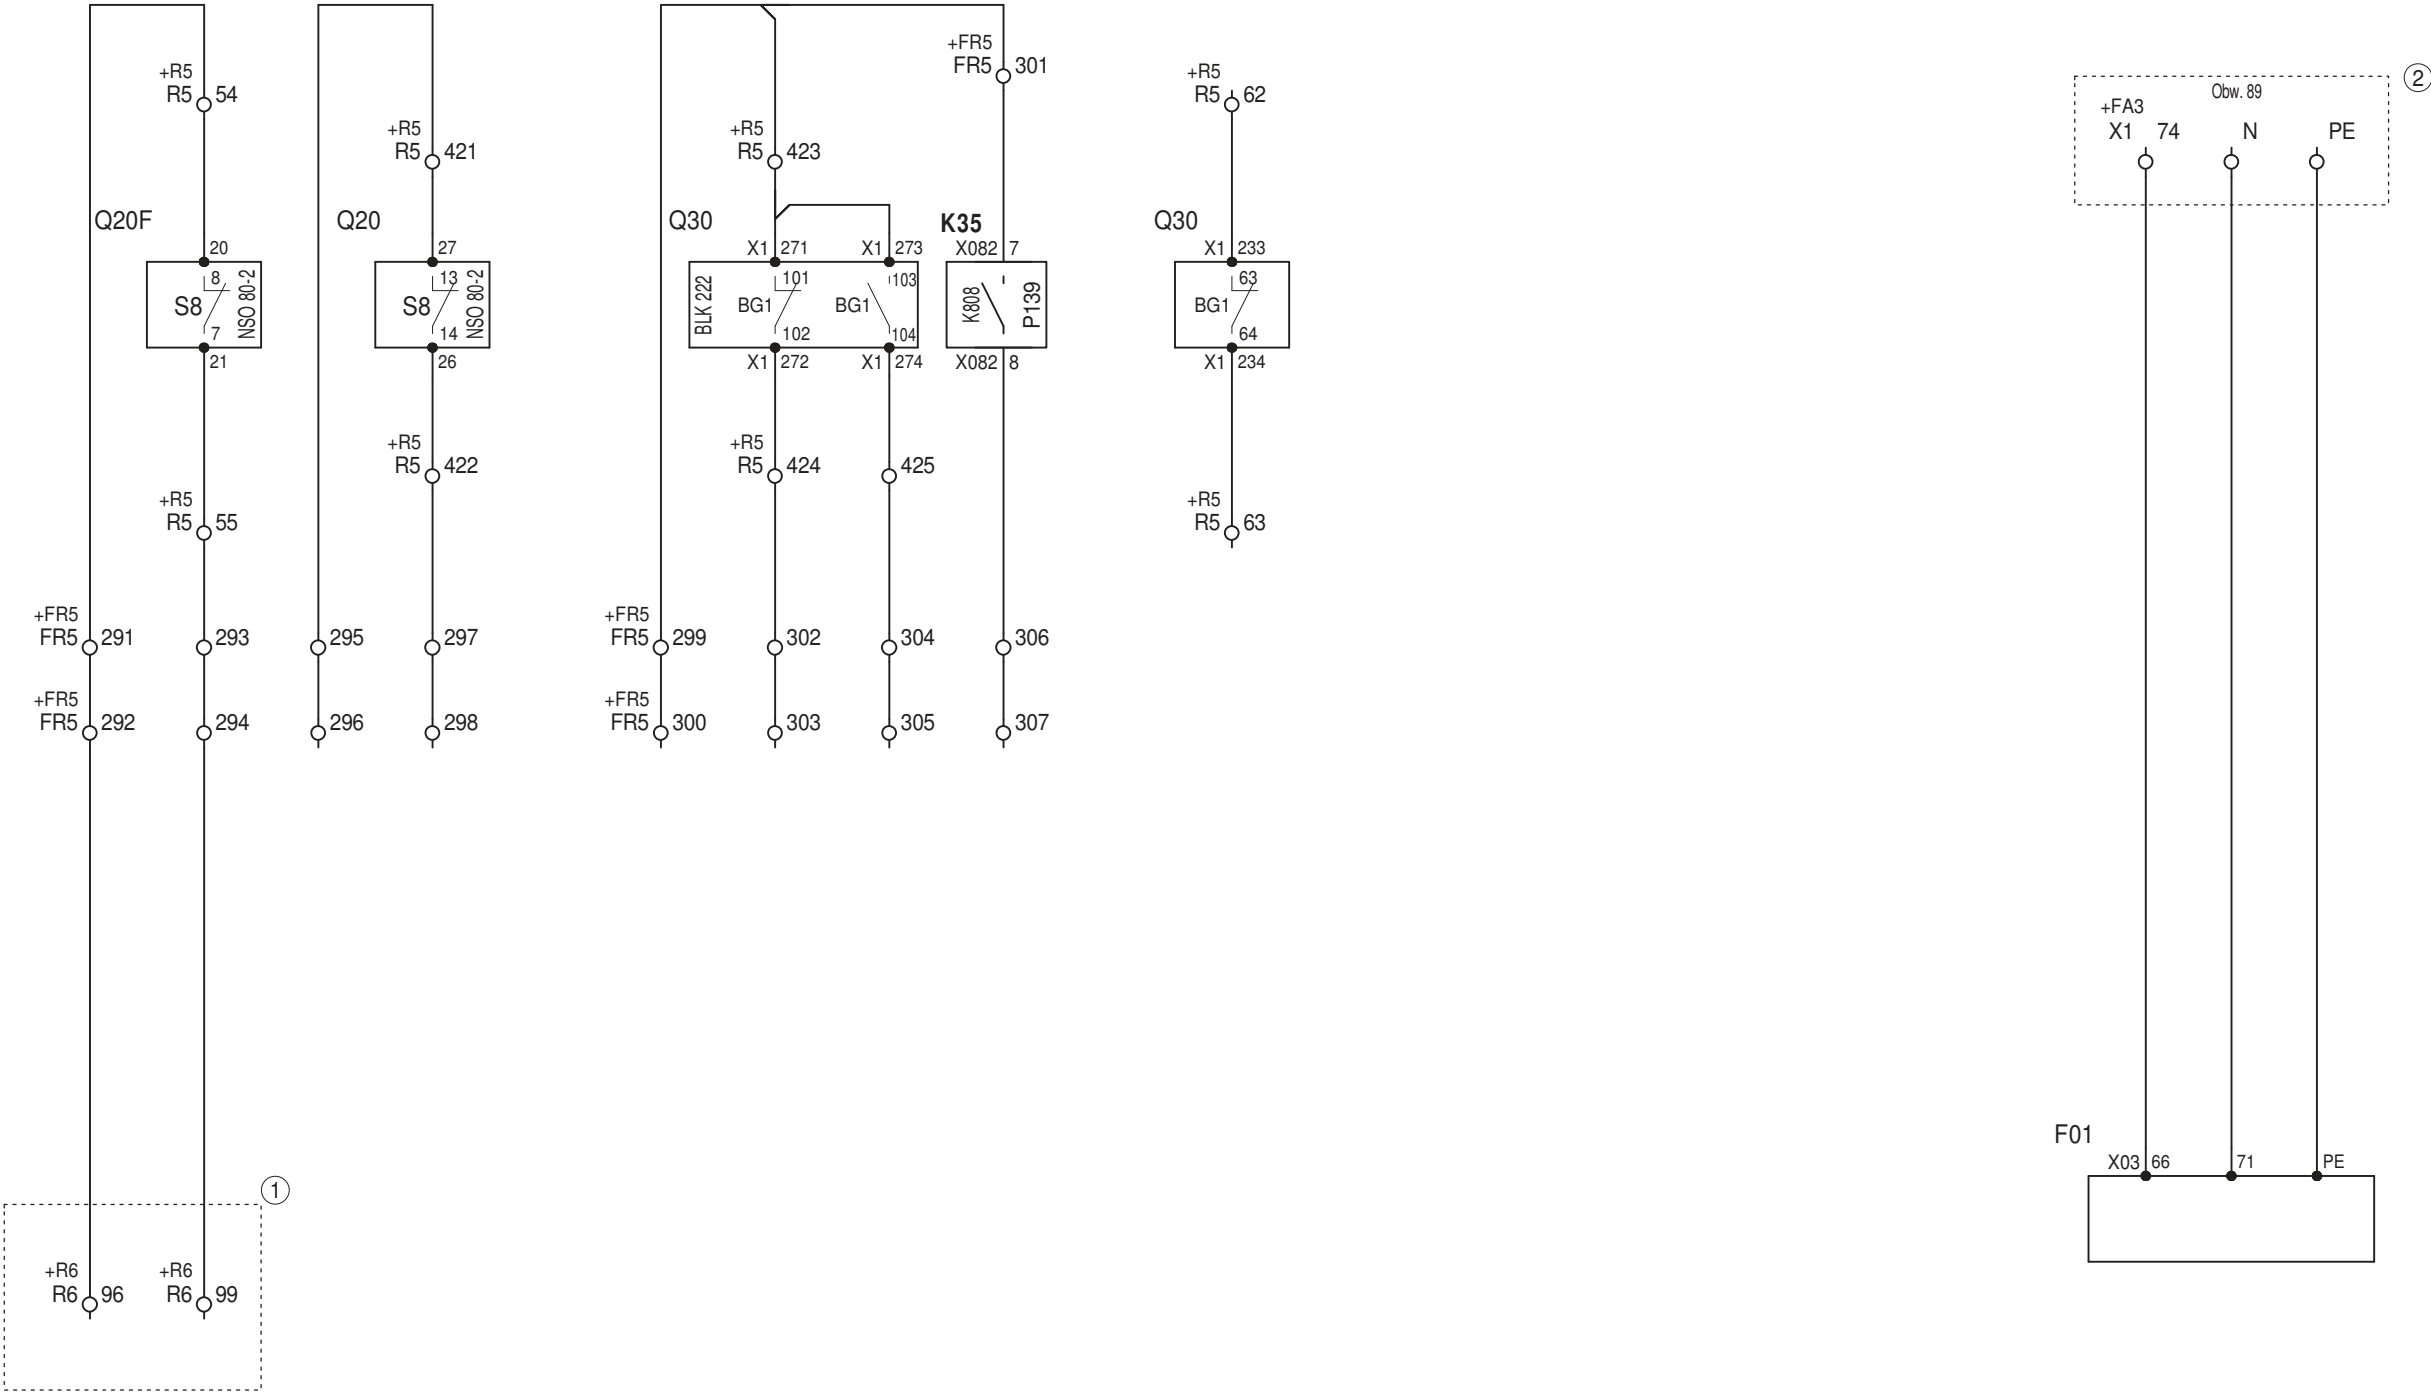 +FR5
FR5 301
+R5
R5 54
+R5
R5 62
2
Obw. 89
+FA3
X1 74 N PE
+R5
R5 421
+R5
R5 423
Q20F
Q20
Q30
K35
Q30
20
27
X1 271
X1 273
X082 7
X1 233
8
S8
7
NSO 80-2
13
S8
14
NSO 80-2
BLK 222
101
BG1
102
103
BG1
104
K808
P139
63
BG1
64
21
26
X1 272
X1 274
X082 8
X1 234
+R5
R5 422
+R5
R5 424
425
+R5
R5 55
+R5
R5 63
+FR5
FR5 291
293
295
297
+FR5
FR5 299
302
304
306
+FR5
FR5 292
294
296
298
+FR5
FR5 300
303
305
307
F01
X03 66 71 PE
1
+R6
R6 96
+R6
R6 99